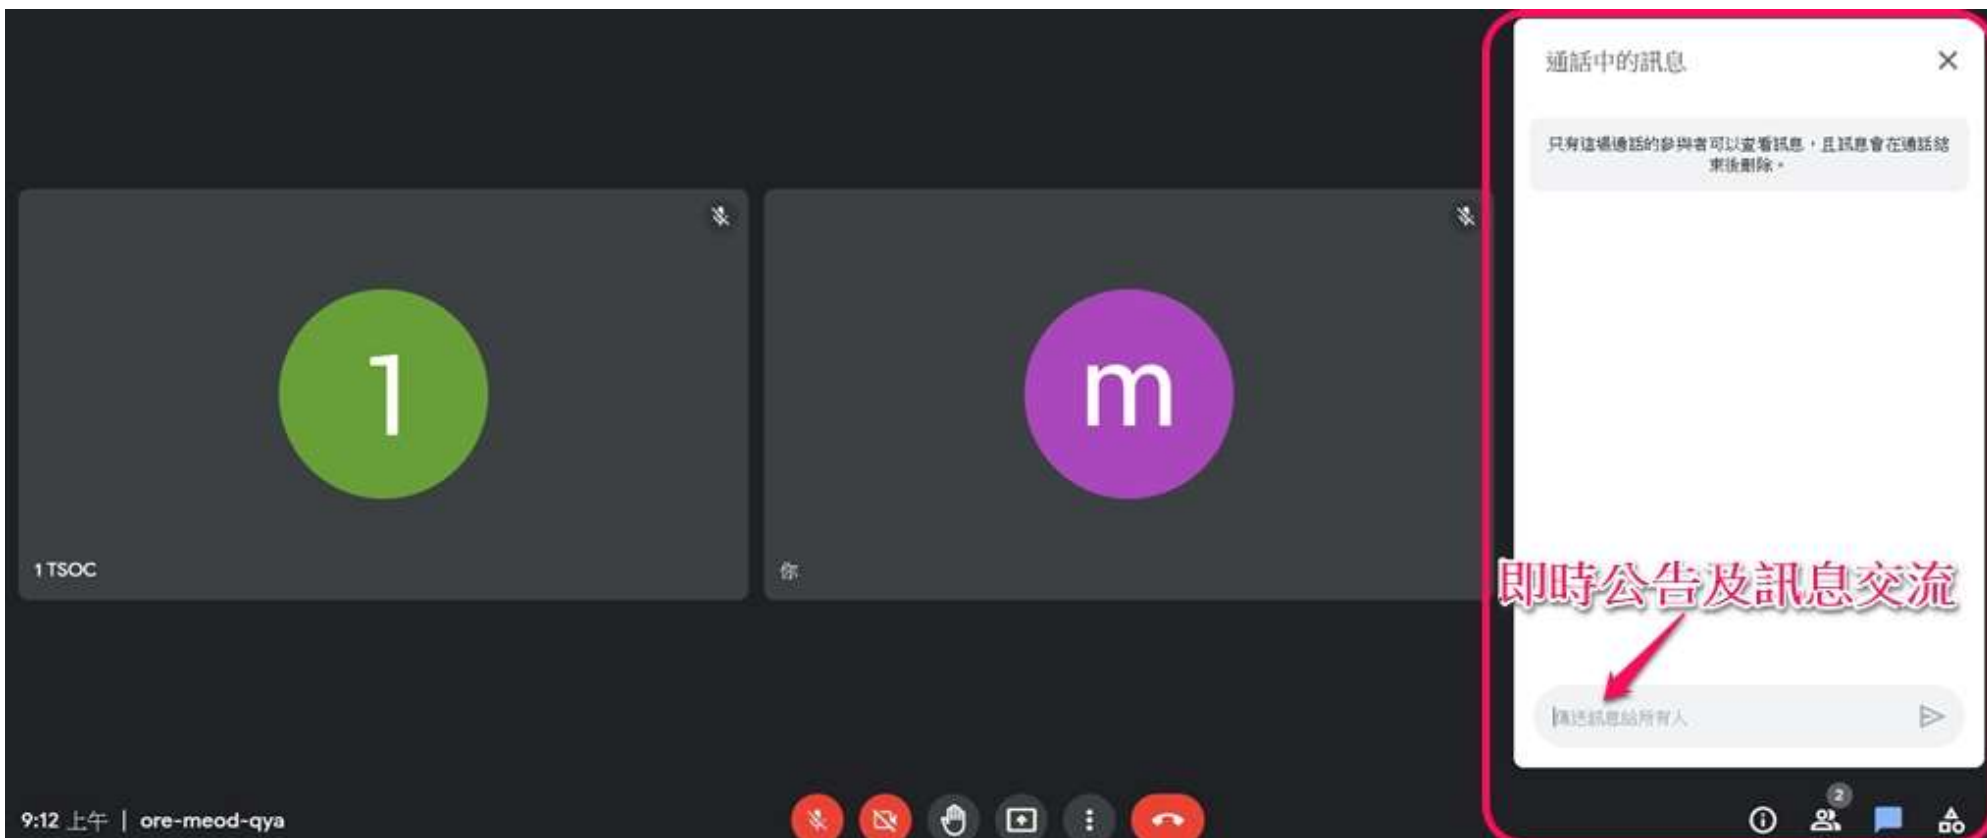 通話中的訊息
只有這場通話的參與者可以查看訊息，且訊息會在通話結
束後刪除。
1
m
1 TSOC
你
即時公告及訊息交流
傳送訊息給所有人
9:12 上午 | ore-meod-qya
2